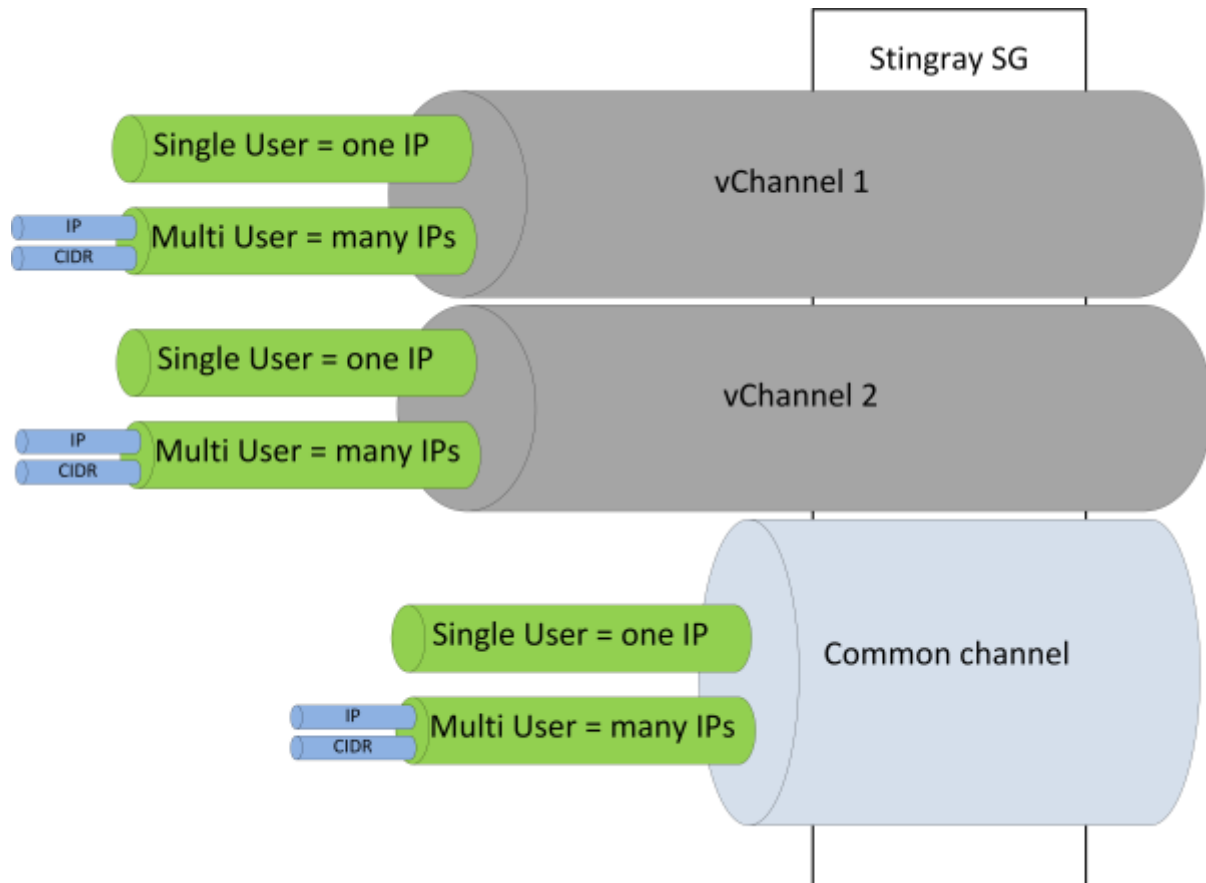 Stingray SG
Single User = one IP
vChannel 1
IP
Multi User = many IPs
CIDR
Single User = one IP
vChannel 2
IP
Multi User = many IPs
CIDR
Single User = one IP
Common channel
IP
Multi User = many IPs
CIDR